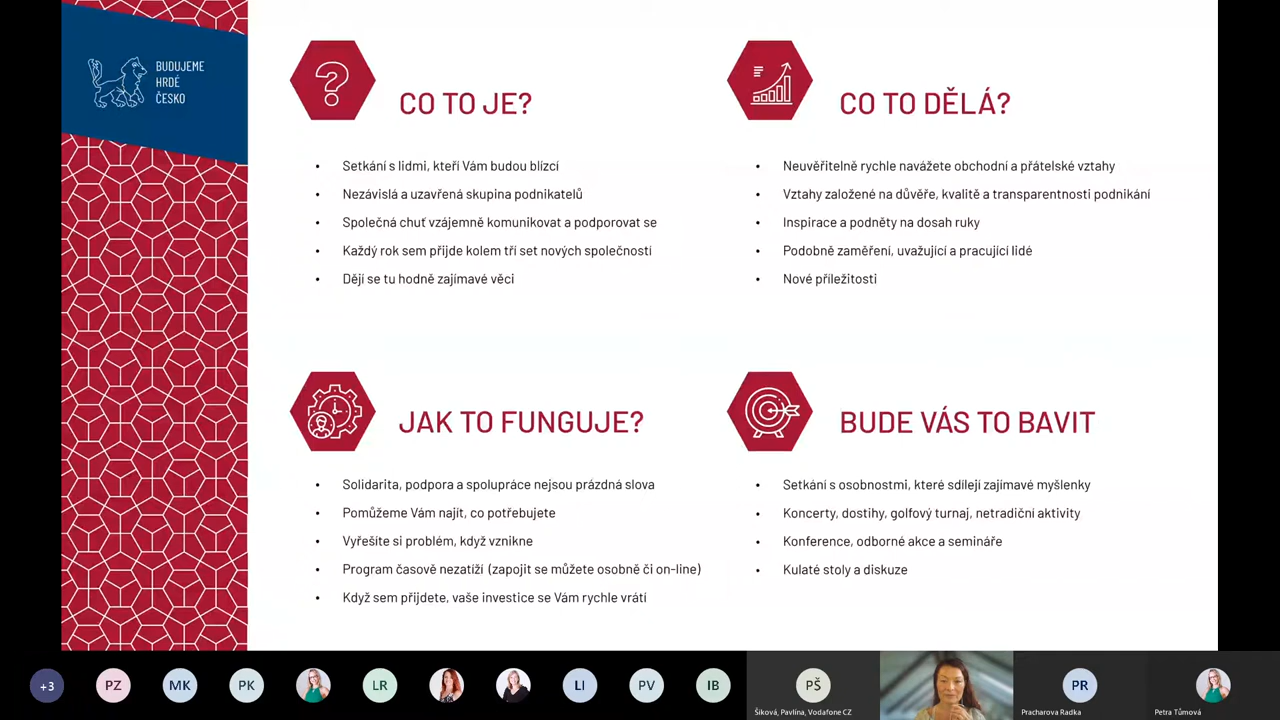 BUDUJEME
HRDÉ
ČESKO
CO TO JE?
• Setkání s lidmi, kteří Vám budou blízcí
• Nezávislá a uzavřená skupina podnikatelů
• Společná chuť vzájemně komunikovat a podporovat se
• Každý rok sem přijde kolem tří set nových společností
• Dějí se tu hodně zajímavé věci
CO TO DĚLÁ?
• Neuvěřitelně rychle navážete obchodní a přátelské vztahy
• Vztahy založené na důvěře, kvalitě a transparentnosti podnikání
• Inspirace a podněty na dosah ruky
• Podobně zaměření, uvažující a pracující lidé
• Nové příležitosti
JAK TO FUNGUJE?
• Solidarita, podpora a spolupráce nejsou prázdná slova
• Pomůžeme Vám najít, co potřebujete
• Vyřešíte si problém, když vznikne
• Program časově nezatíží (zapojit se můžete osobně či on-line)
• Když sem přijdete, vaše investice se Vám rychle vrátí
BUDE VÁS TO BAVIT
• Setkání s osobnostmi, které sdílejí zajímavé myšlenky
• Koncerty, dostihy, golfový turnaj, netradiční aktivity
• Konference, odborné akce a semináře
• Kulaté stoly a diskuze
+3 PZ MK PK LR LI PV IB PŠ PR
Šiková, Pavlína, Vodafone CZ
Pracharova Radka
Petra Tůmová